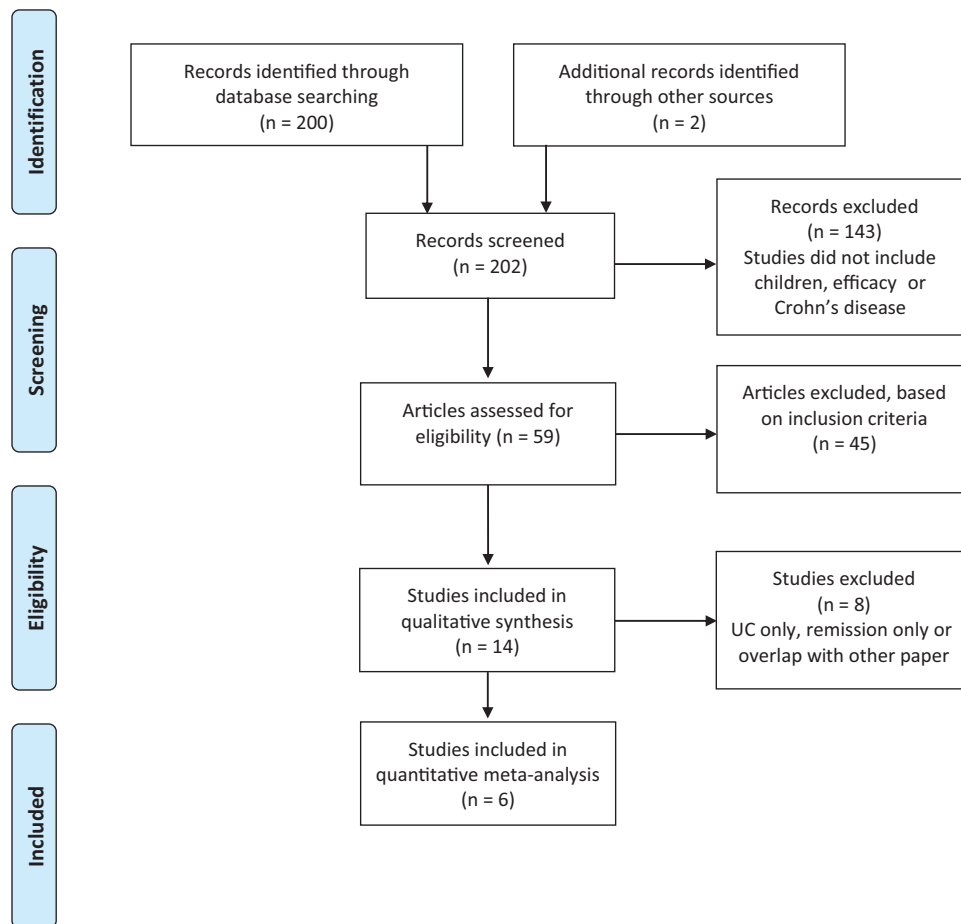 Identification
Records identified through
database searching
(n = 200)
Additional records identified
through other sources
(n = 2)
Records screened
(n = 202)
Records excluded
(n = 143)
Studies did not include
children, efficacy or
Crohn's disease
Screening
Articles assessed for
eligibility (n = 59)
Articles excluded, based
on inclusion criteria
(n = 45)
Eligibility
Studies included in
qualitative synthesis
(n = 14)
Studies excluded
(n = 8)
UC only, remission only or
overlap with other paper
Included
Studies included in
quantitative meta-analysis
(n = 6)